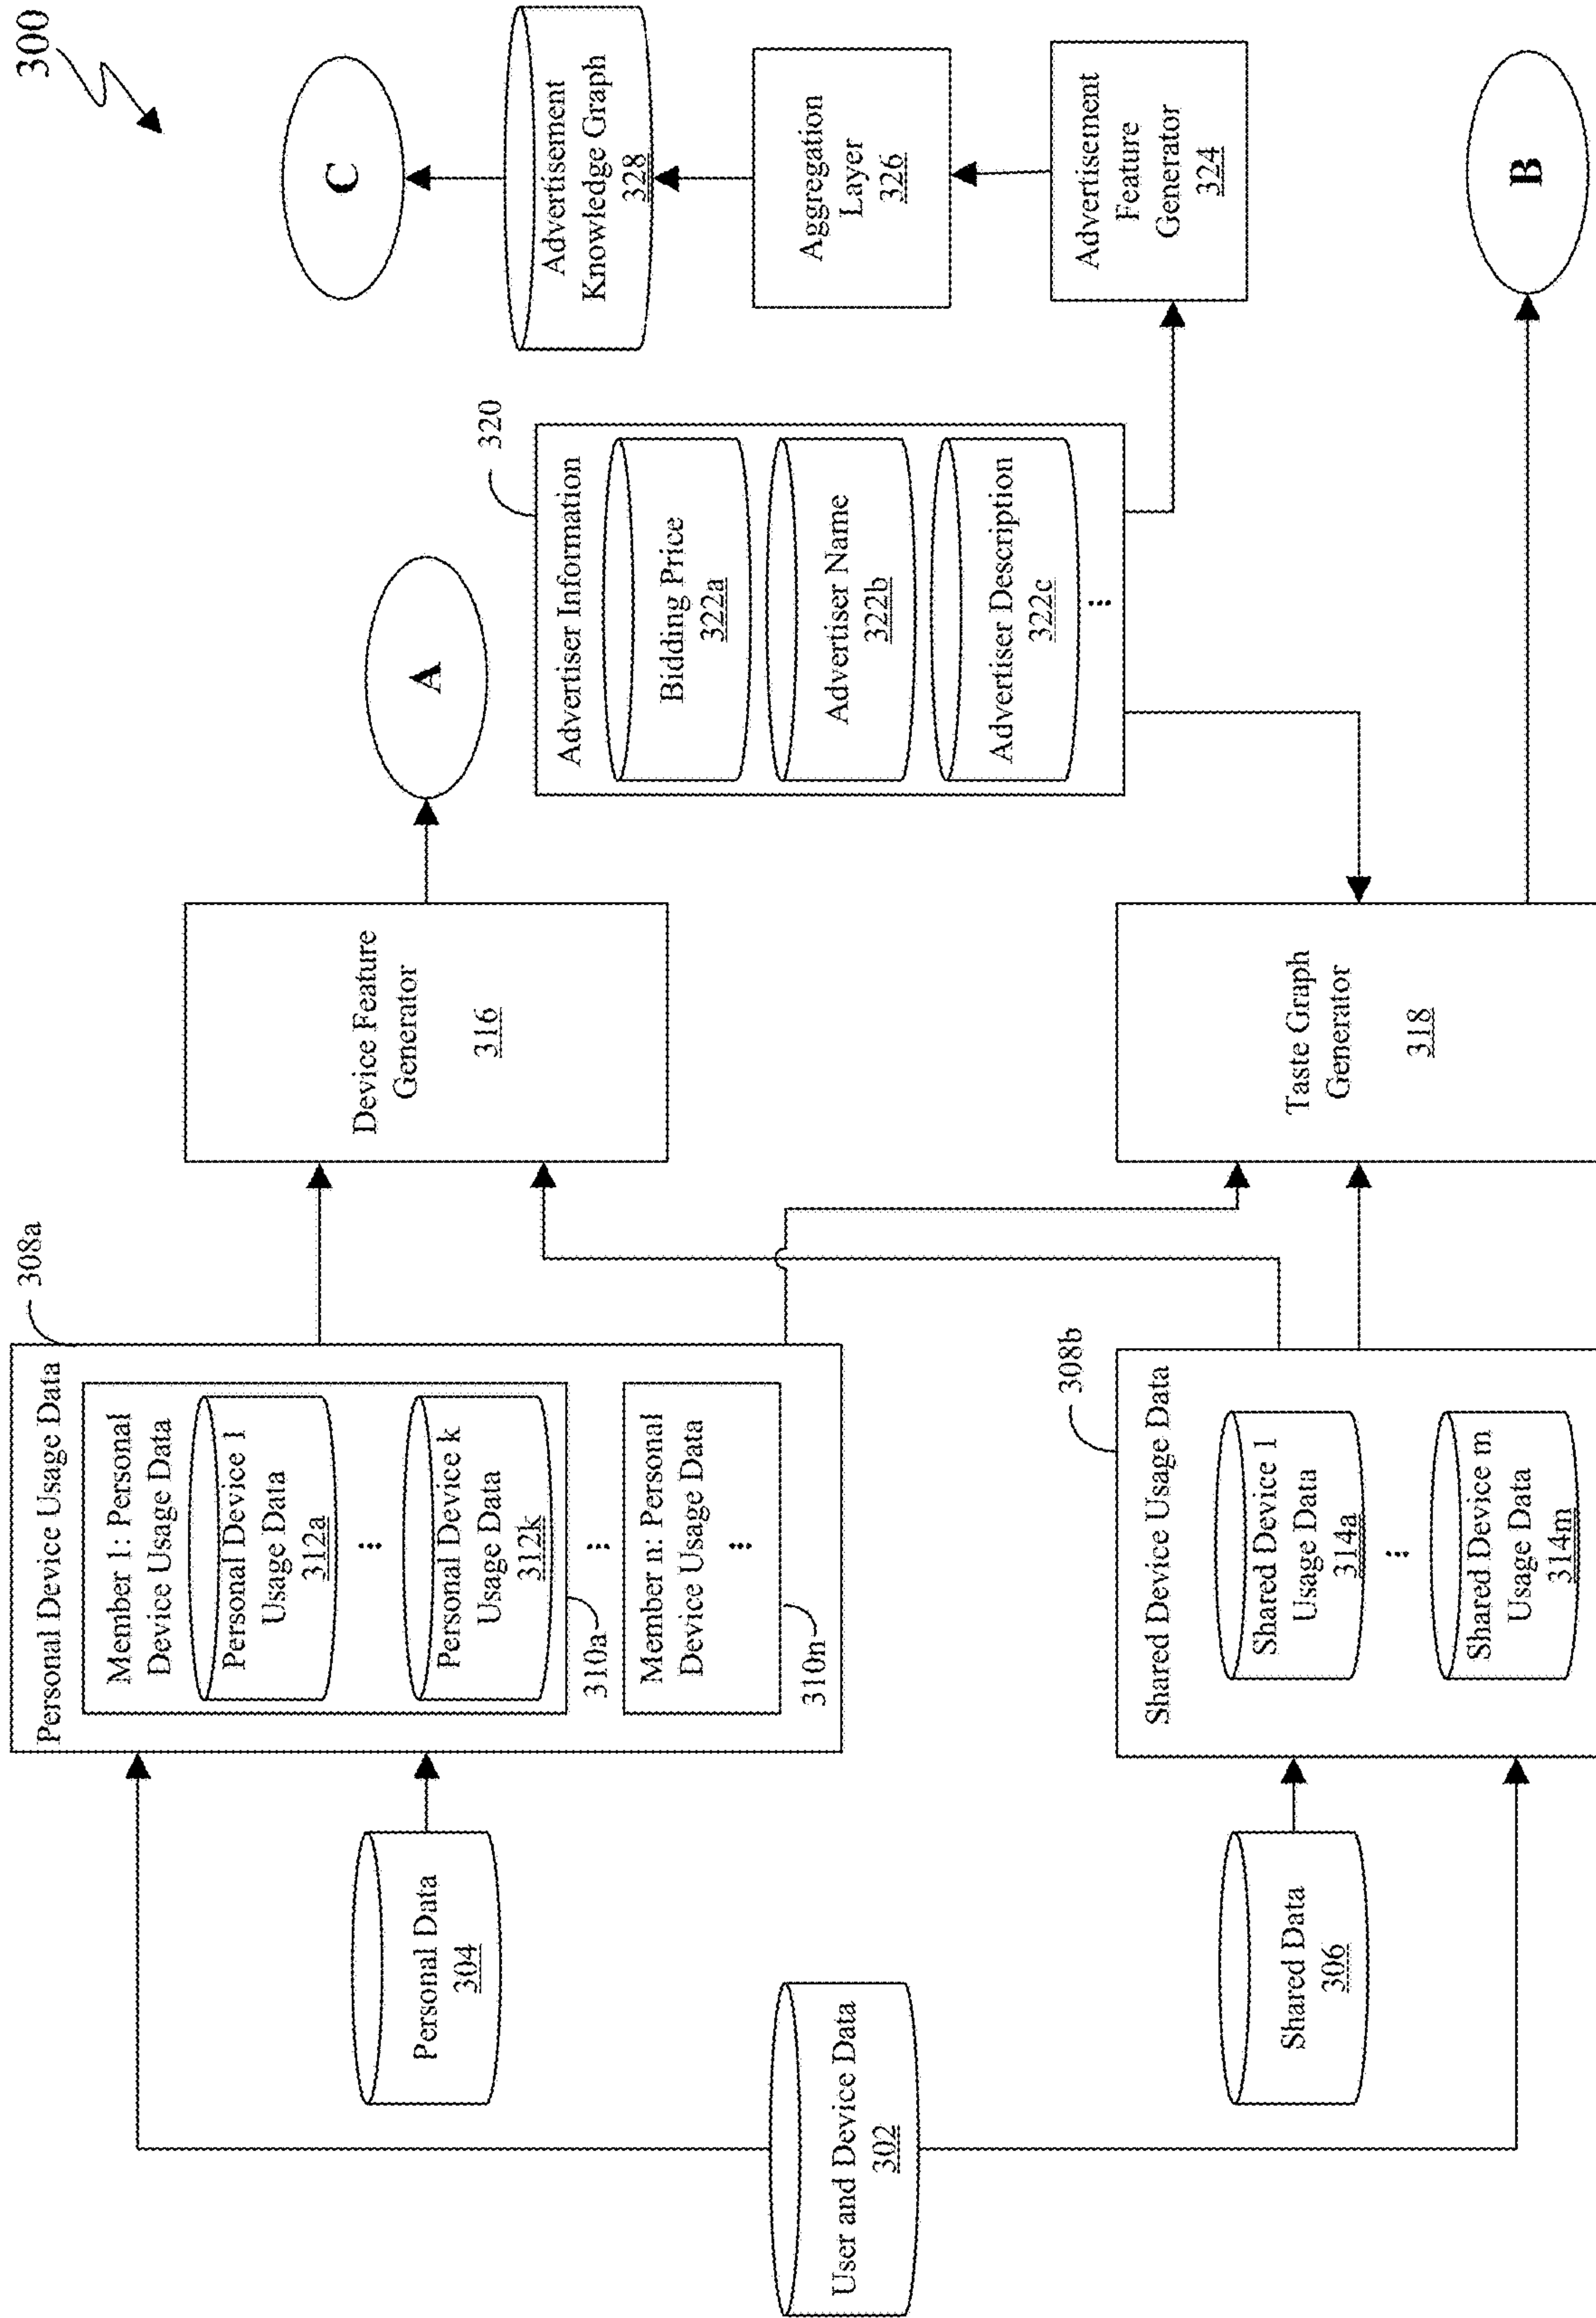 300
User and Device Data
302
Personal Data
304
Shared Data
306
308a
Personal Device Usage Data
Member 1: Personal
Device Usage Data
Personal Device 1
Usage Data
312a
⋮
Personal Device k
Usage Data
312k
310a
⋮
Member n: Personal
Device Usage Data
⋮
310n
308b
Shared Device Usage Data
Shared Device 1
Usage Data
314a
⋮
Shared Device m
Usage Data
314m
Device Feature
Generator
316
Taste Graph
Generator
318
A
320
Advertiser Information
Bidding Price
322a
Advertiser Name
322b
Advertiser Description
322c
⋮
C
Advertisement
Knowledge Graph
328
Aggregation
Layer
326
Advertisement
Feature
Generator
324
B